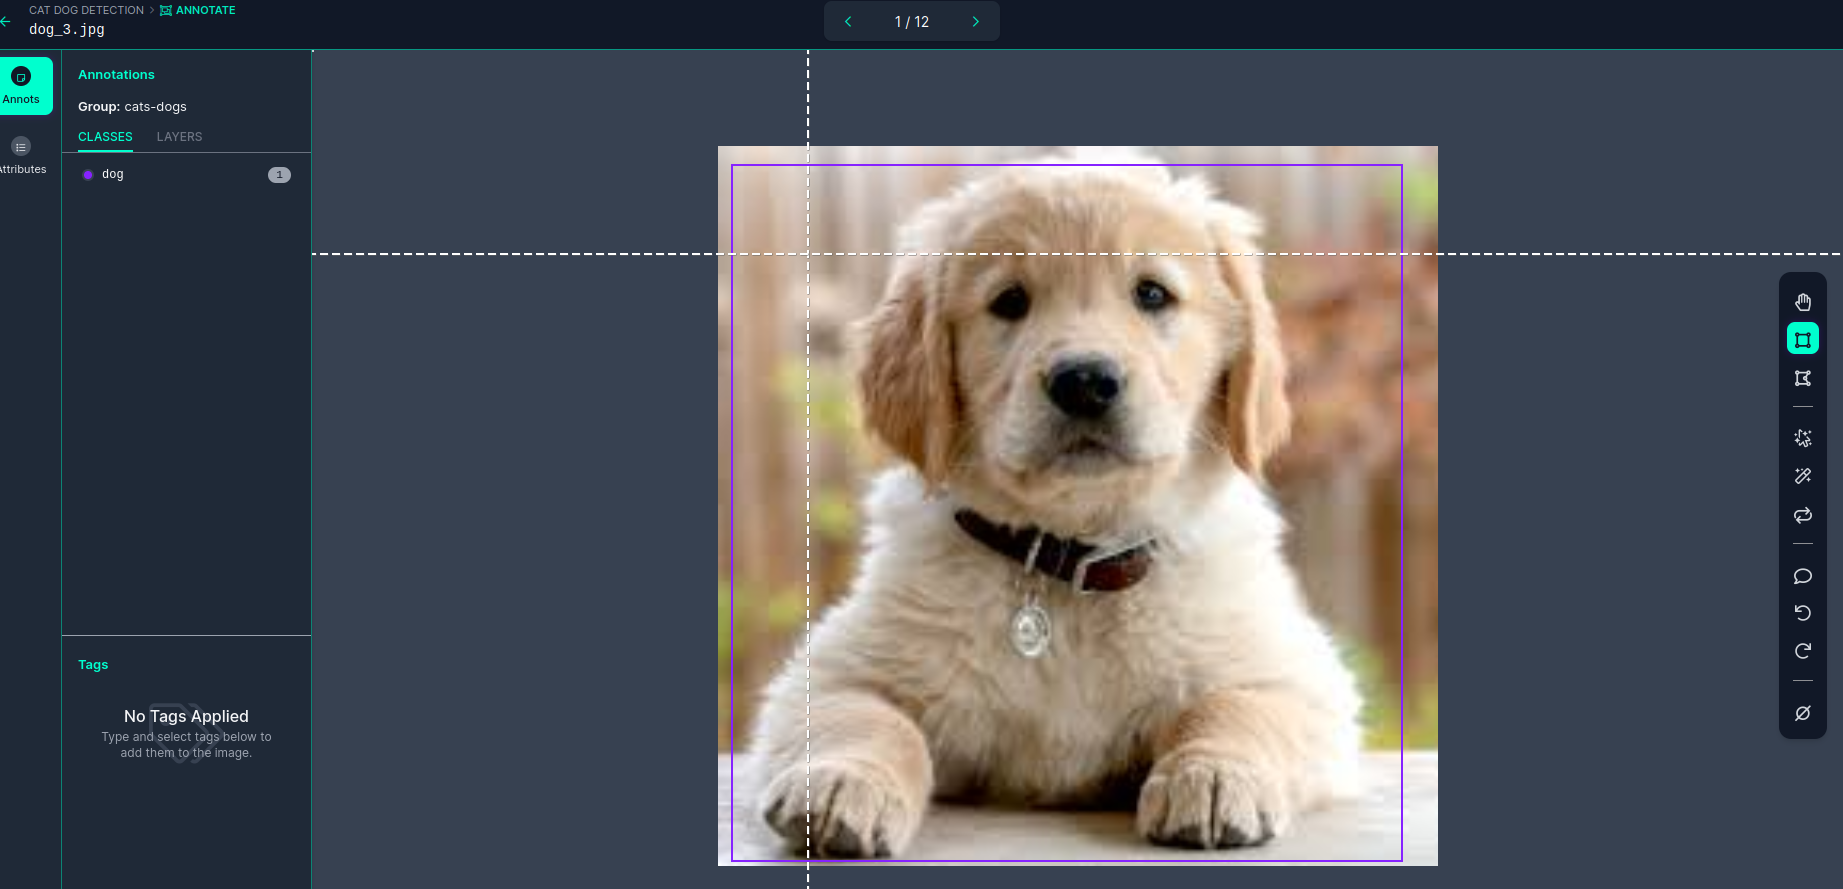 CAT DOG DETECTION > ANNOTATE
dog_3.jpg
1 / 12
Annots
Attributes
Annotations
Group: cats-dogs
CLASSES LAYERS
dog 1
Tags
No Tags Applied
Type and select tags below to
add them to the image.